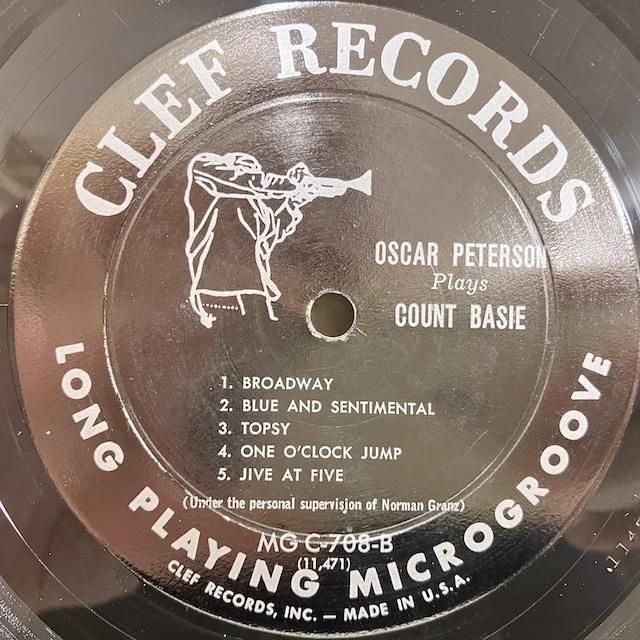 CLEF RECORDS
OSCAR PETERSON
Plays
COUNT BASIE
1. BROADWAY
2. BLUE AND SENTIMENTAL
3. TOPSY
4. ONE O'CLOCK JUMP
5. JIVE AT FIVE
(Under the personal supervision of Norman Granz)
MG C-708-B
(11,471)
LONG PLAYING MICROGROOVE
CLEF RECORDS, INC. — MADE IN U.S.A.